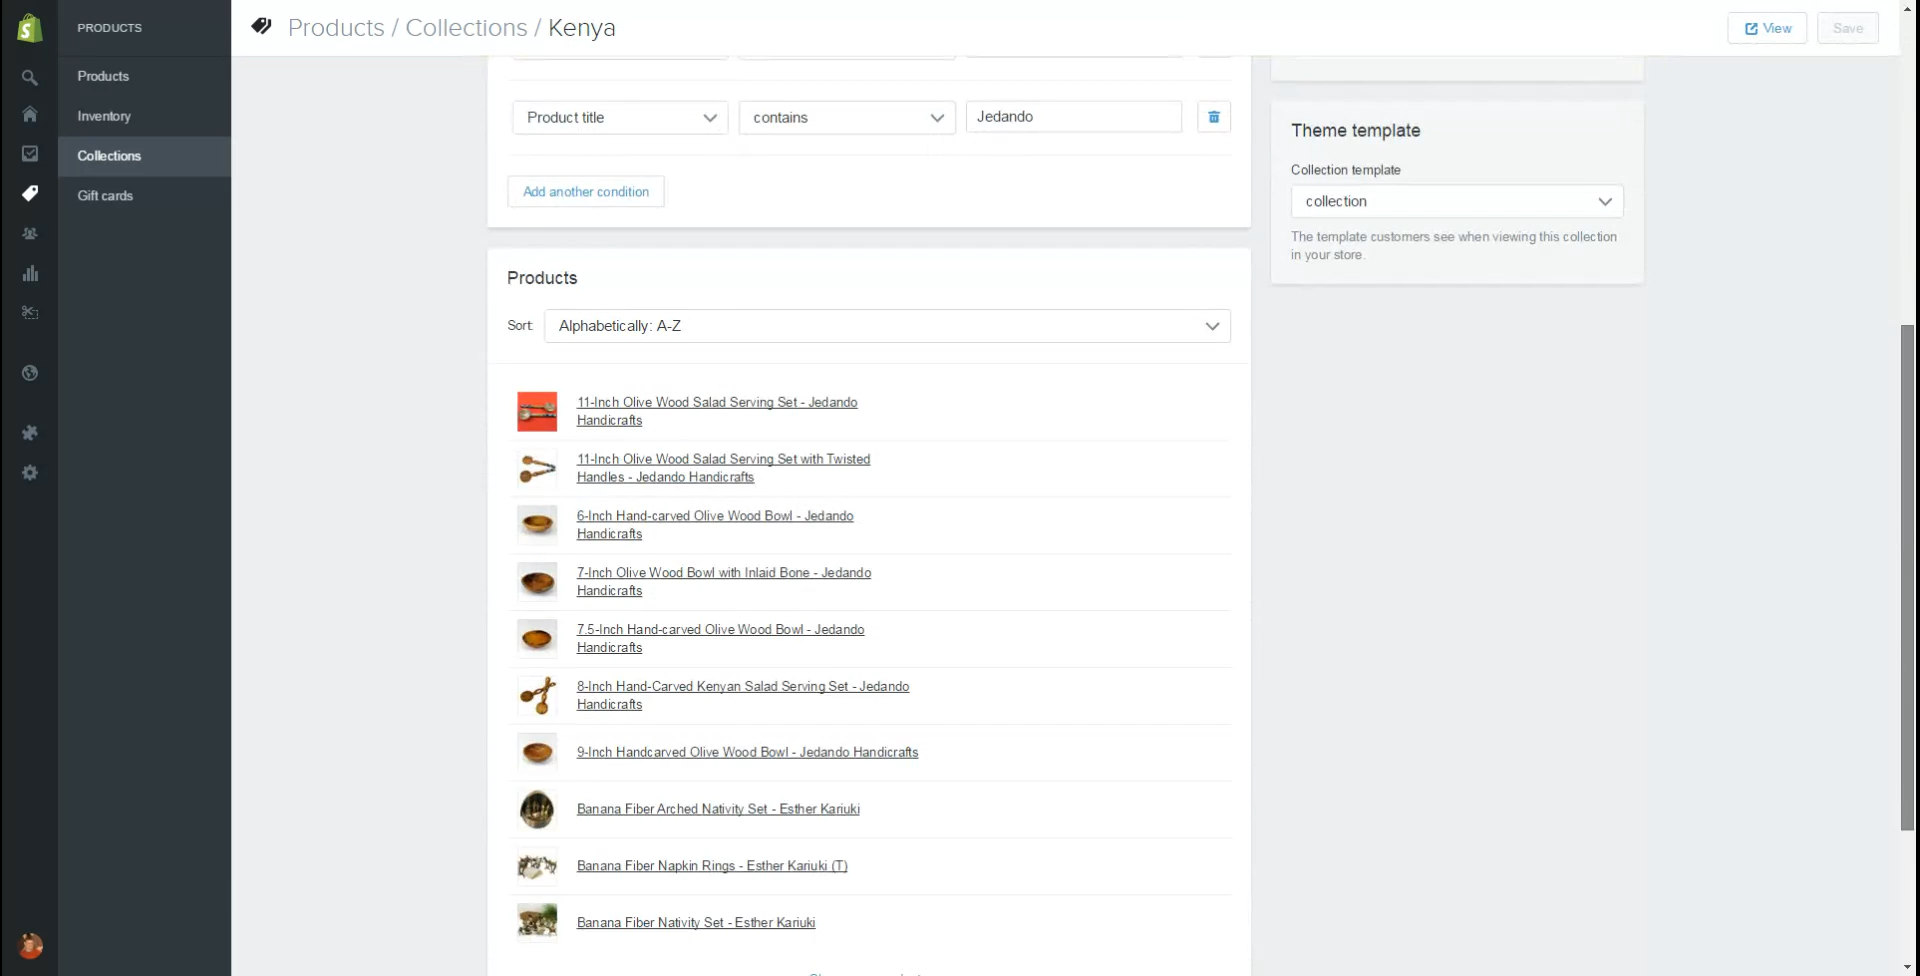 PRODUCTS
Products / Collections / Kenya
View
Save
Products
Inventory
Collections
Gift cards
Product title
contains
Jedando
Add another condition
Theme template
Collection template
collection
The template customers see when viewing this collection
in your store.
Products
Sort:
Alphabetically: A-Z
11-Inch Olive Wood Salad Serving Set - Jedando
Handicrafts
11-Inch Olive Wood Salad Serving Set with Twisted
Handles - Jedando Handicrafts
6-Inch Hand-carved Olive Wood Bowl - Jedando
Handicrafts
7-Inch Olive Wood Bowl with Inlaid Bone - Jedando
Handicrafts
7.5-Inch Hand-carved Olive Wood Bowl - Jedando
Handicrafts
8-Inch Hand-Carved Kenyan Salad Serving Set - Jedando
Handicrafts
9-Inch Handcarved Olive Wood Bowl - Jedando Handicrafts
Banana Fiber Arched Nativity Set - Esther Kariuki
Banana Fiber Napkin Rings - Esther Kariuki (T)
Banana Fiber Nativity Set - Esther Kariuki